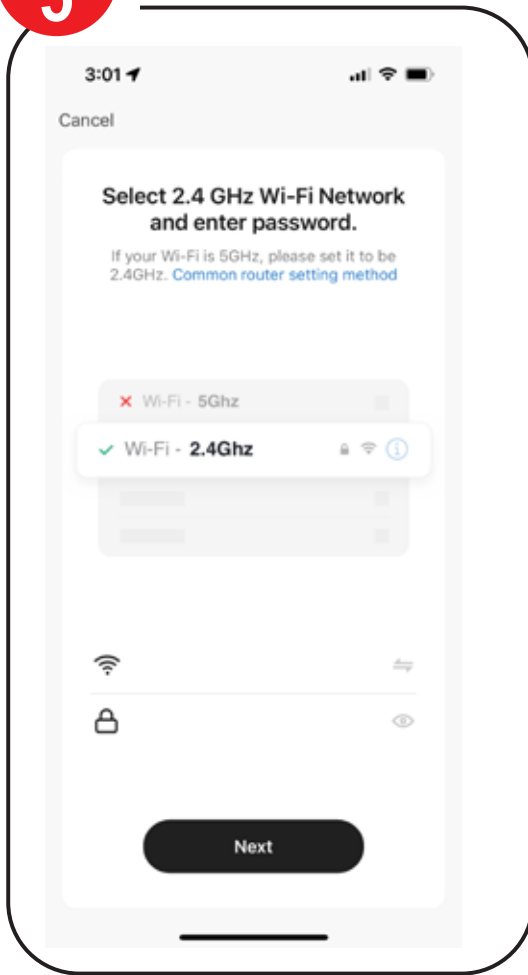 3:01
Cancel
Select 2.4 GHz Wi-Fi Network
and enter password.
If your Wi-Fi is 5GHz, please set it to be
2.4GHz. Common router setting method
Wi-Fi - 5Ghz
Wi-Fi - 2.4Ghz
Next